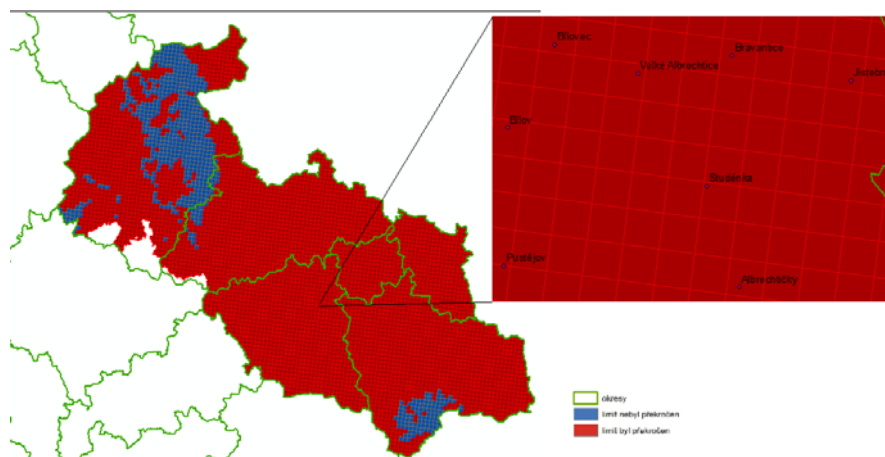 Bílovec
Bravantice
Velké Albrechtice
Bílov
Studénka
Pustějov
Albrechtičky
okresy
limit nebyl překročen
limit byl překročen